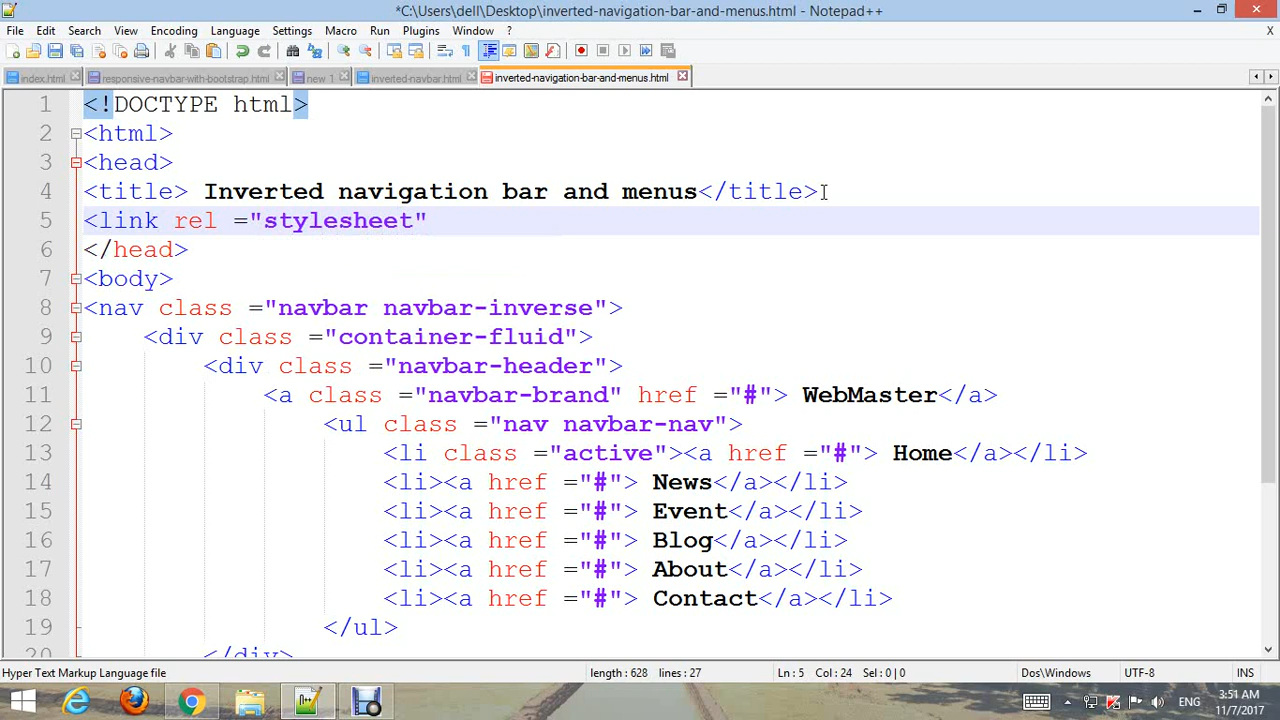 *C:\Users\dell\Desktop\inverted-navigation-bar-and-menus.html - Notepad++
File Edit Search View Encoding Language Settings Macro Run Plugins Window ? X
index.html responsive-navbar-with-bootstrap.html new 1 inverted-navbar.html inverted-navigation-bar-and-menus.html
1 <!DOCTYPE html>
2 <html>
3 <head>
4 <title> Inverted navigation bar and menus</title>
5 <link rel ="stylesheet"
6 </head>
7 <body>
8 <nav class ="navbar navbar-inverse">
9 <div class ="container-fluid">
10 <div class ="navbar-header">
11 <a class ="navbar-brand" href ="#"> WebMaster</a>
12 <ul class ="nav navbar-nav">
13 <li class ="active"><a href ="#"> Home</a></li>
14 <li><a href ="#"> News</a></li>
15 <li><a href ="#"> Event</a></li>
16 <li><a href ="#"> Blog</a></li>
17 <li><a href ="#"> About</a></li>
18 <li><a href ="#"> Contact</a></li>
19 </ul>
20 </div>
Hyper Text Markup Language file length : 628 lines : 27 Ln : 5 Col : 24 Sel : 0 | 0 Dos\Windows UTF-8 INS
ENG 3:51 AM
11/7/2017